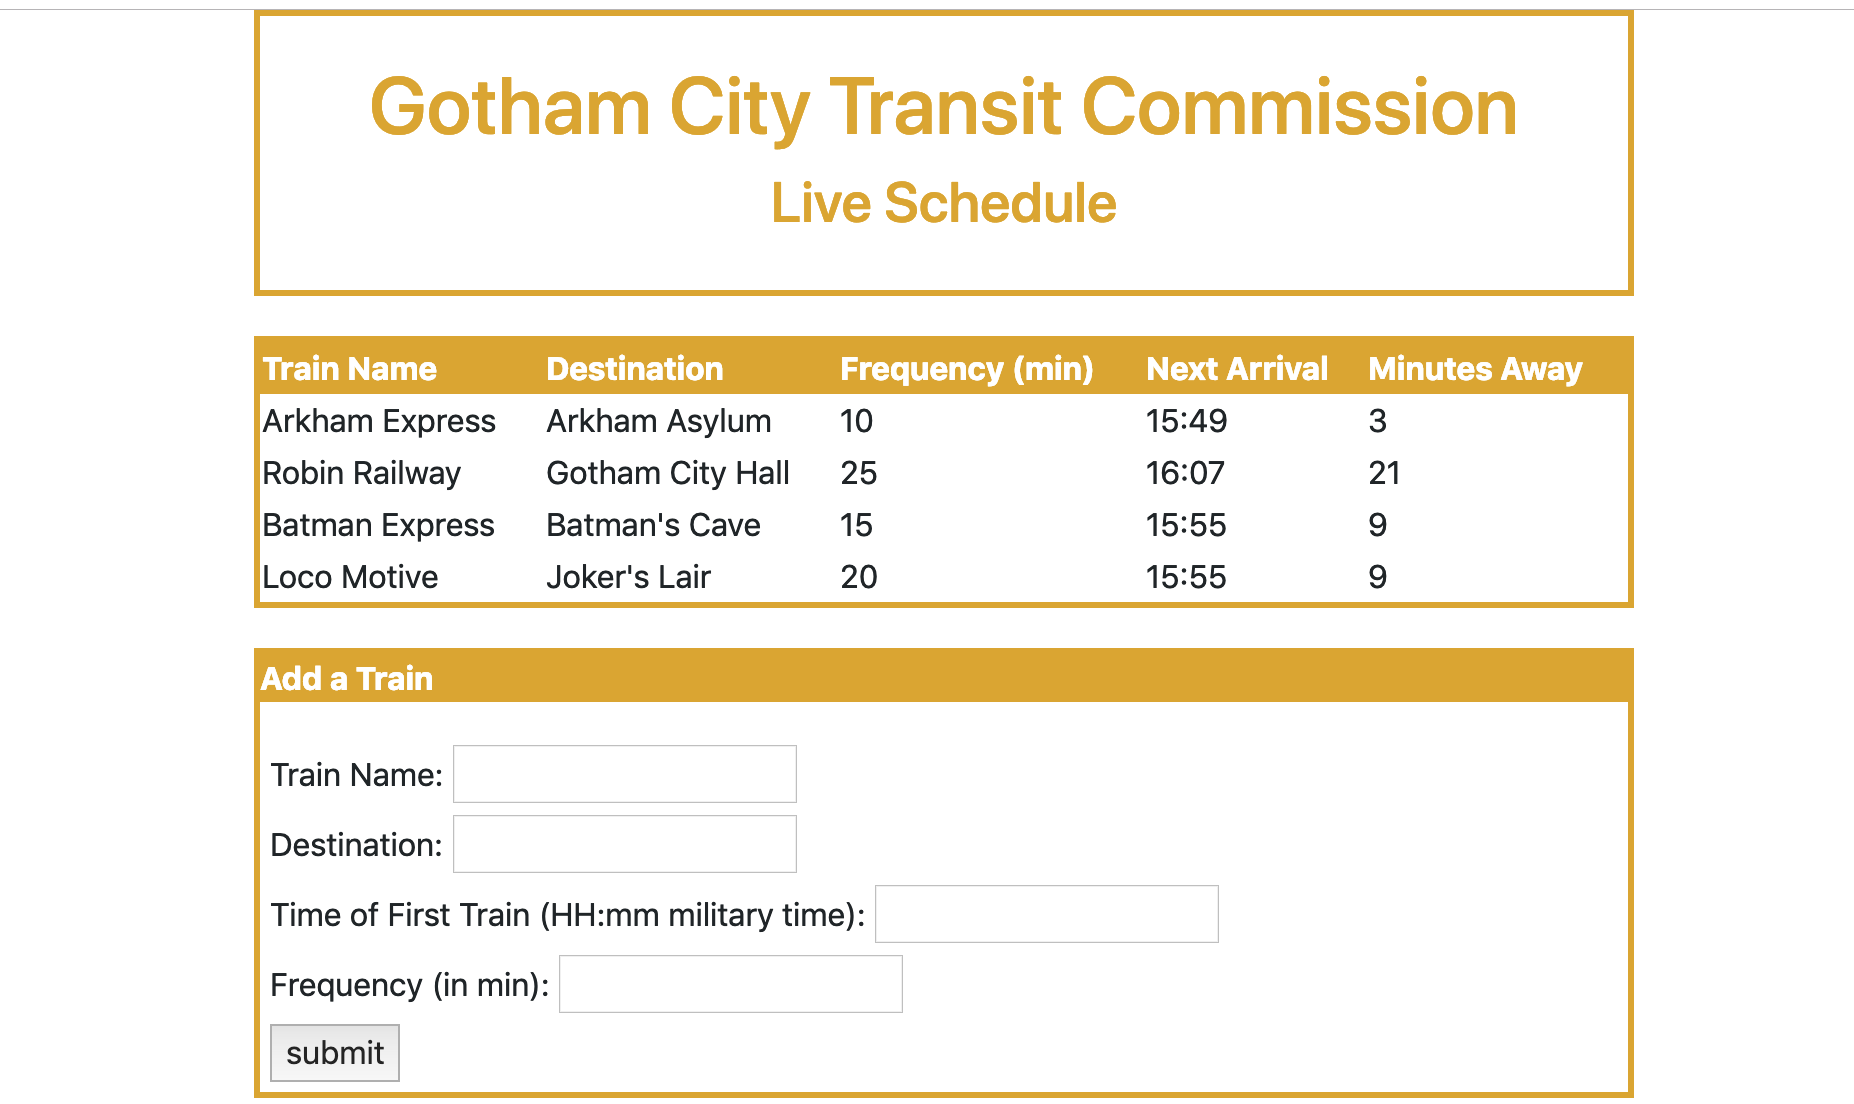 Gotham City Transit Commission
Live Schedule
Train Name Destination Frequency (min) Next Arrival Minutes Away
Arkham Express Arkham Asylum 10 15:49 3
Robin Railway Gotham City Hall 25 16:07 21
Batman Express Batman's Cave 15 15:55 9
Loco Motive Joker's Lair 20 15:55 9
Add a Train
Train Name:
Destination:
Time of First Train (HH:mm military time):
Frequency (in min):
submit